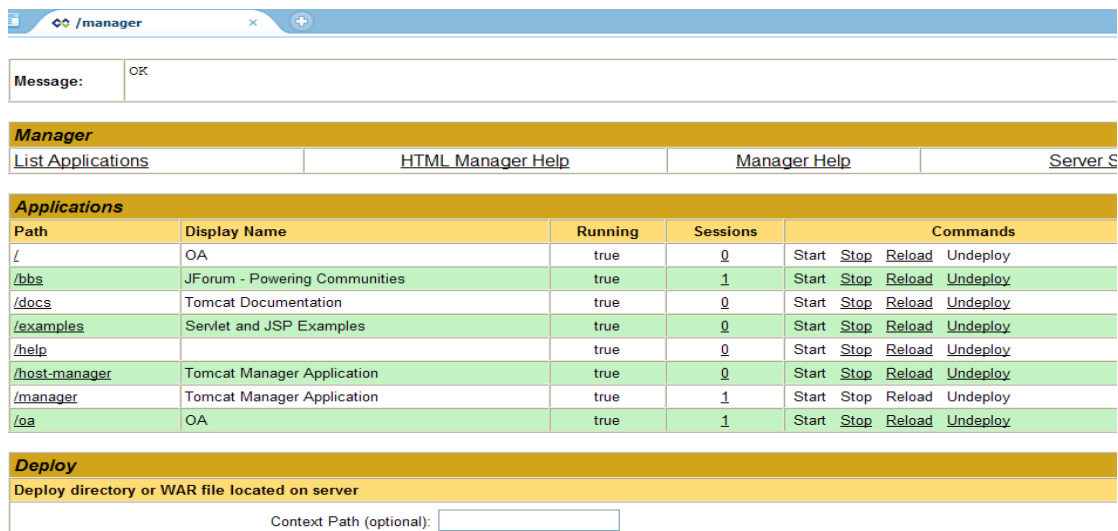 /manager
Message: OK
Manager
List Applications HTML Manager Help Manager Help Server S
Applications
Path Display Name Running Sessions Commands
/ OA true 0 Start Stop Reload Undeploy
/bbs JForum - Powering Communities true 1 Start Stop Reload Undeploy
/docs Tomcat Documentation true 0 Start Stop Reload Undeploy
/examples Servlet and JSP Examples true 0 Start Stop Reload Undeploy
/help true 0 Start Stop Reload Undeploy
/host-manager Tomcat Manager Application true 0 Start Stop Reload Undeploy
/manager Tomcat Manager Application true 1 Start Stop Reload Undeploy
/oa OA true 1 Start Stop Reload Undeploy
Deploy
Deploy directory or WAR file located on server
Context Path (optional):